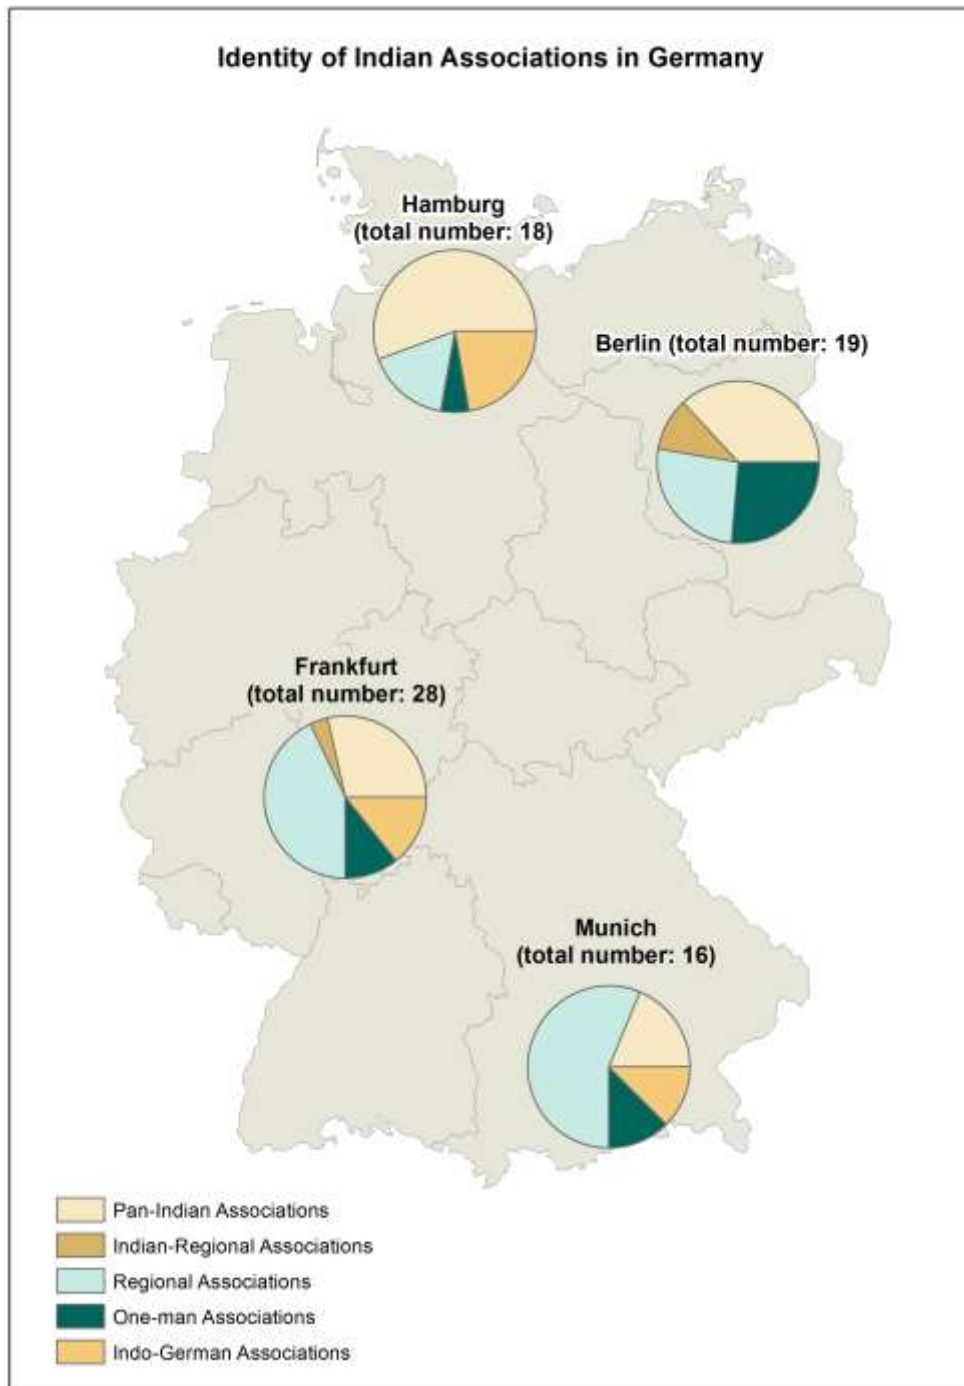 Identity of Indian Associations in Germany
Hamburg
(total number: 18)
Berlin (total number: 19)
Frankfurt
(total number: 28)
Munich
(total number: 16)
Pan-Indian Associations
Indian-Regional Associations
Regional Associations
One-man Associations
Indo-German Associations